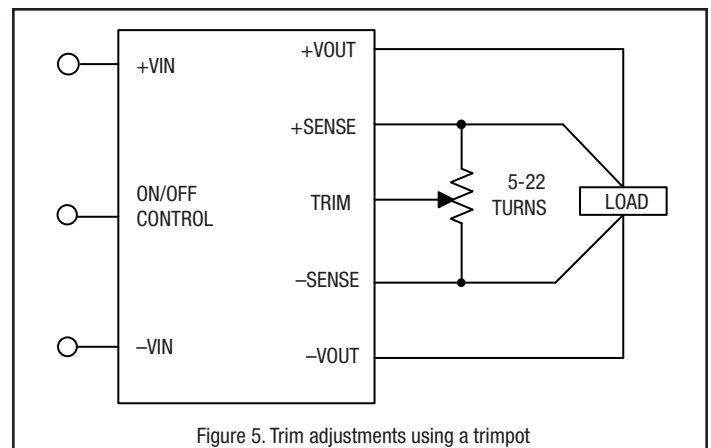 +VIN
ON/OFF
CONTROL
–VIN
+VOUT
+SENSE
TRIM
–SENSE
–VOUT
5-22
TURNS
LOAD
Figure 5. Trim adjustments using a trimpot